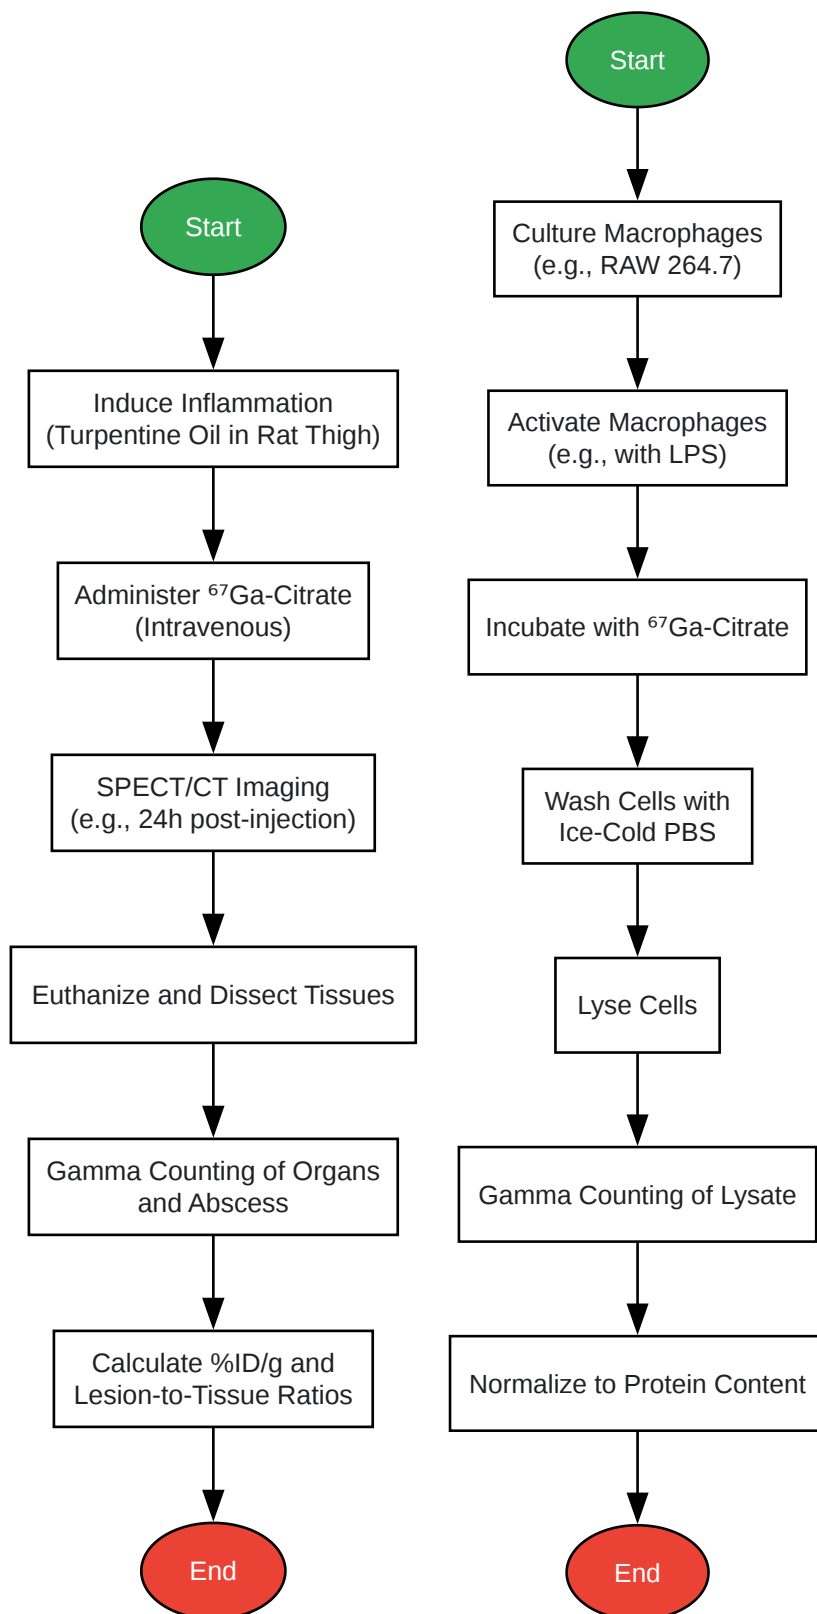 Start
Induce Inflammation
(Turpentine Oil in Rat Thigh)
Administer ⁶⁷Ga-Citrate
(Intravenous)
SPECT/CT Imaging
(e.g., 24h post-injection)
Euthanize and Dissect Tissues
Gamma Counting of Organs
and Abscess
Calculate %ID/g and
Lesion-to-Tissue Ratios
End
Start
Culture Macrophages
(e.g., RAW 264.7)
Activate Macrophages
(e.g., with LPS)
Incubate with ⁶⁷Ga-Citrate
Wash Cells with
Ice-Cold PBS
Lyse Cells
Gamma Counting of Lysate
Normalize to Protein Content
End